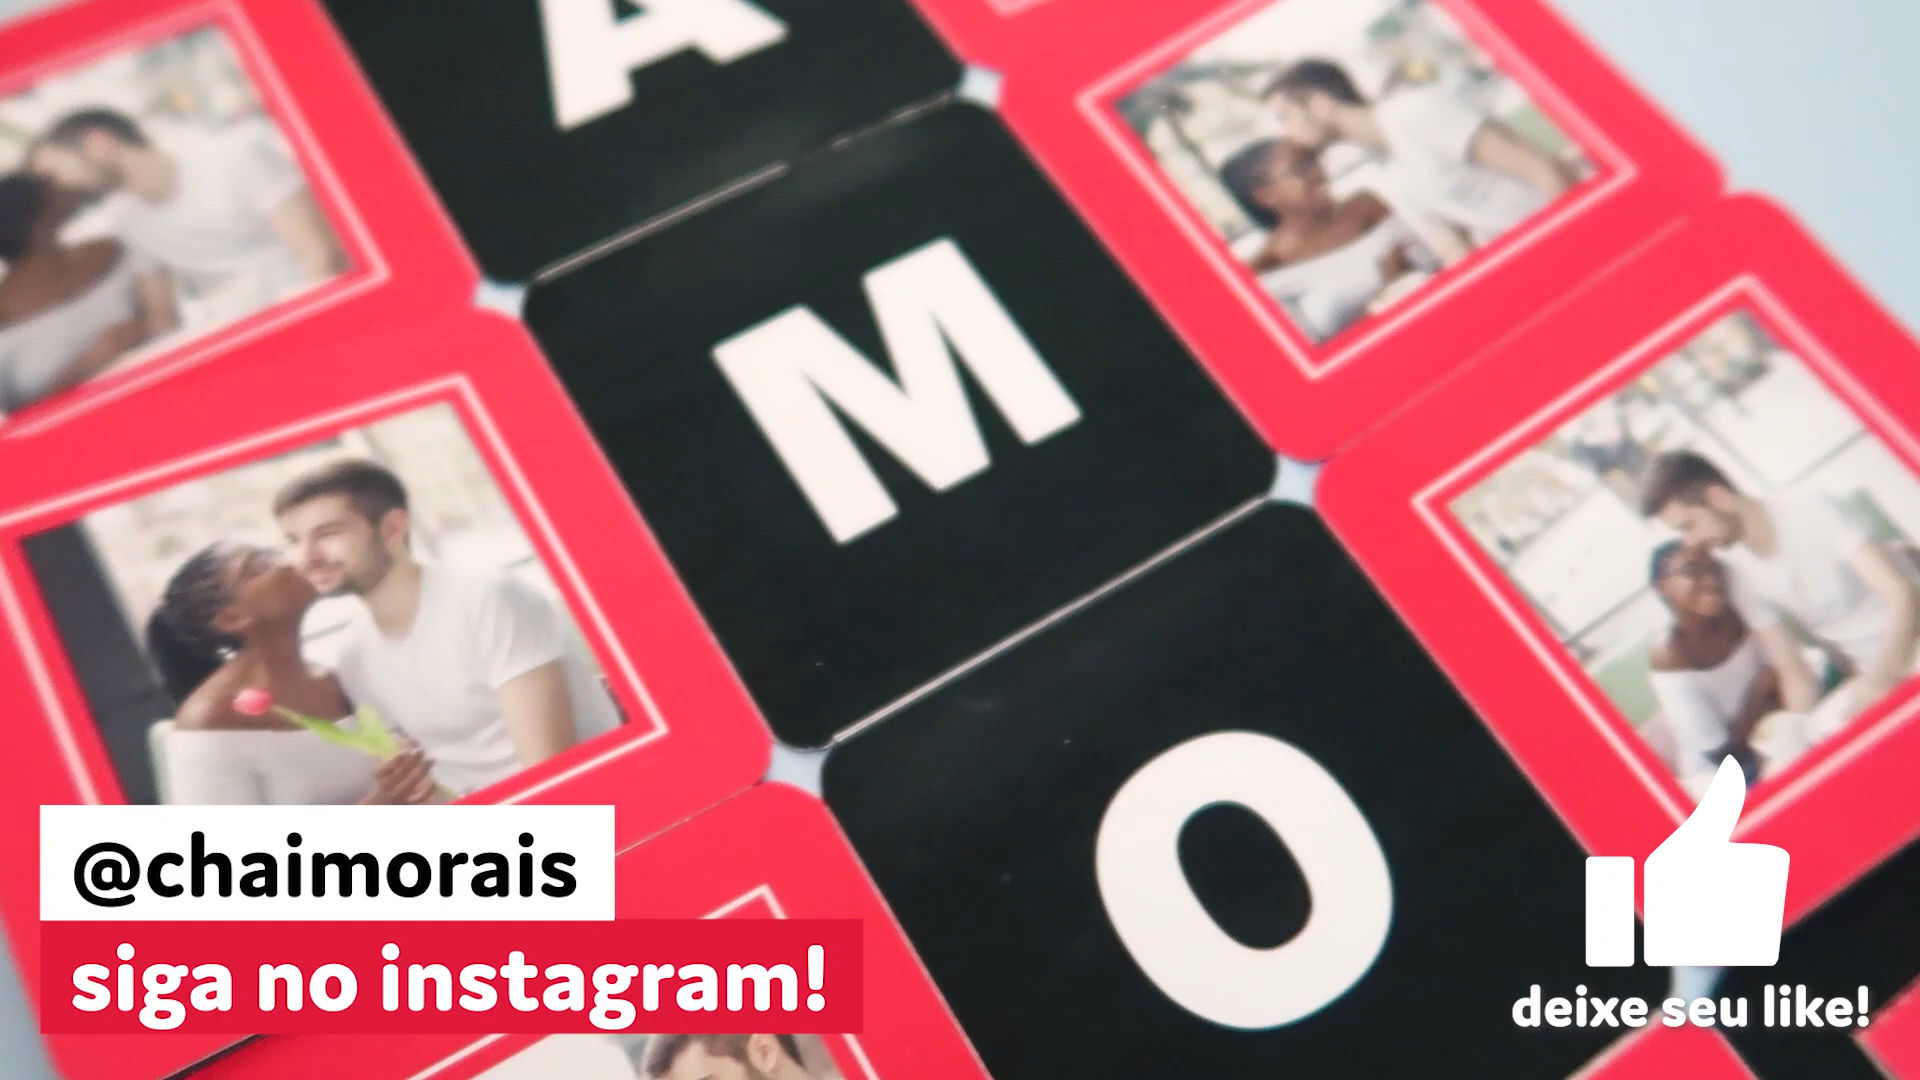 A
M
O
@chaimorais
siga no instagram!
deixe seu like!